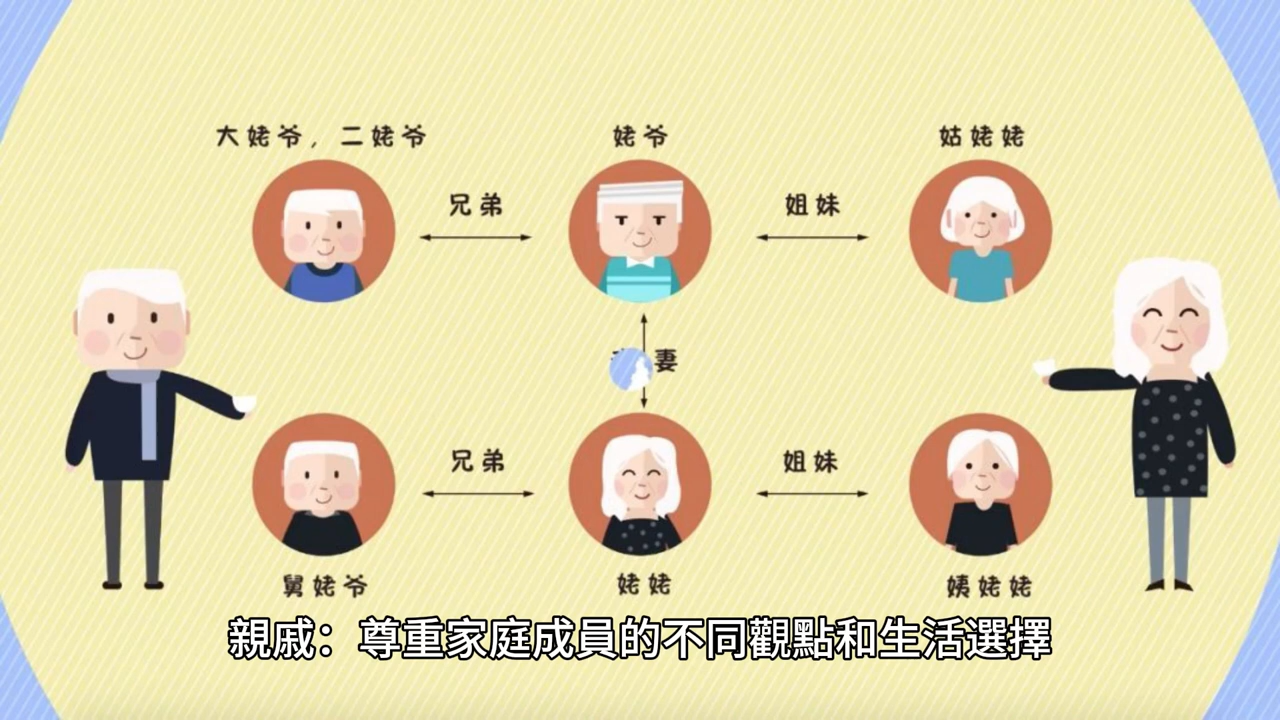 大姥爷，二姥爷
姥爷
姑姥姥
兄弟
姐妹
妻
兄弟
姐妹
舅姥爷
姥姥
姨姥姥
親戚：尊重家庭成員的不同觀點和生活選擇